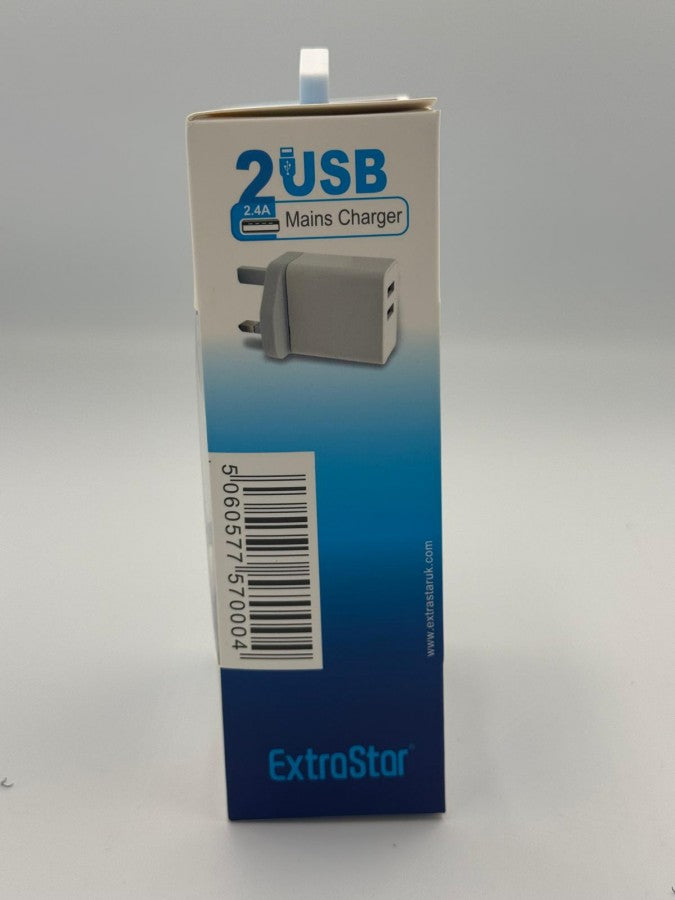 2USB
2.4A
Mains Charger
5 060577 570004
www.extrastaruk.com
ExtraStar®